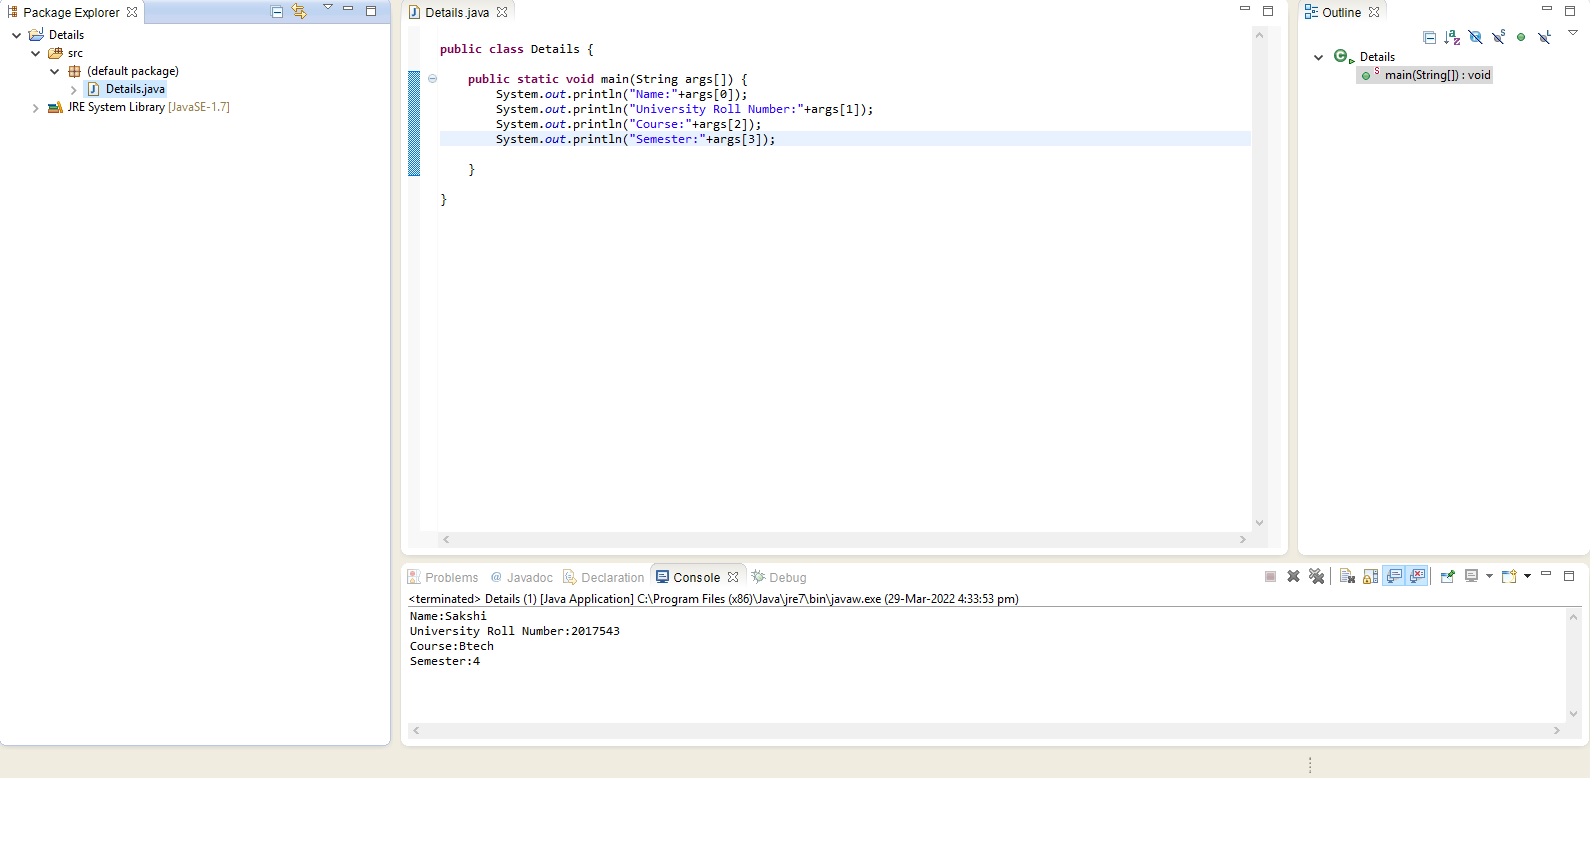 Package Explorer
Details
src
(default package)
Details.java
JRE System Library [JavaSE-1.7]
Details.java
public class Details {
public static void main(String args[]) {
System.out.println("Name:"+args[0]);
System.out.println("University Roll Number:"+args[1]);
System.out.println("Course:"+args[2]);
System.out.println("Semester:"+args[3]);
}
}
Outline
Details
main(String[]) : void
Problems @ Javadoc Declaration Console Debug
<terminated> Details (1) [Java Application] C:\Program Files (x86)\Java\jre7\bin\javaw.exe (29-Mar-2022 4:33:53 pm)
Name:Sakshi
University Roll Number:2017543
Course:Btech
Semester:4